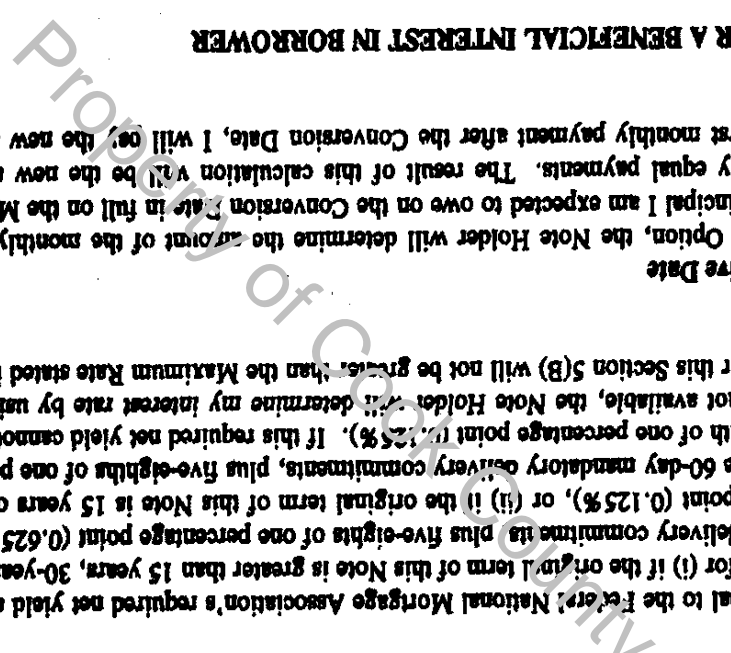 al to the Federal National Mortgage Association's required net yield a
for (i) if the original term of this Note is greater than 15 years, 30-yea
delivery commitments, plus five-eights of one percentage point (0.625
point (0.125%), or (ii) if the original term of this Note is 15 years o
s 60-day mandatory delivery commitments, plus five-eighths of one p
th of one percentage point (0.125%). If this required net yield cannot
not available, the Note Holder will determine my interest rate by usi
r this Section 5(B) will not be greater than the Maximum Rate stated i
ive Date
Option, the Note Holder will determine the amount of the monthly
incipal I am expected to owe on the Conversion Date in full on the M
y equal payments. The result of this calculation will be the new
rst monthly payment after the Conversion Date, I will pay the new
R A BENEFICIAL INTEREST IN BORROWER
Property of Cook County